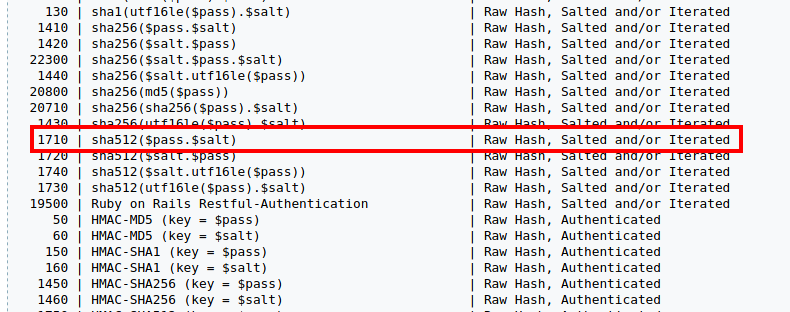 130 | sha1(utf16le($pass).$salt) | Raw Hash, Salted and/or Iterated
1410 | sha256($pass.$salt) | Raw Hash, Salted and/or Iterated
1420 | sha256($salt.$pass) | Raw Hash, Salted and/or Iterated
22300 | sha256($salt.$pass.$salt) | Raw Hash, Salted and/or Iterated
1440 | sha256($salt.utf16le($pass)) | Raw Hash, Salted and/or Iterated
20800 | sha256(md5($pass)) | Raw Hash, Salted and/or Iterated
20710 | sha256(sha256($pass).$salt) | Raw Hash, Salted and/or Iterated
1430 | sha256(utf16le($pass).$salt) | Raw Hash, Salted and/or Iterated
1710 | sha512($pass.$salt) | Raw Hash, Salted and/or Iterated
1720 | sha512($salt.$pass) | Raw Hash, Salted and/or Iterated
1740 | sha512($salt.utf16le($pass)) | Raw Hash, Salted and/or Iterated
1730 | sha512(utf16le($pass).$salt) | Raw Hash, Salted and/or Iterated
19500 | Ruby on Rails Restful-Authentication | Raw Hash, Salted and/or Iterated
50 | HMAC-MD5 (key = $pass) | Raw Hash, Authenticated
60 | HMAC-MD5 (key = $salt) | Raw Hash, Authenticated
150 | HMAC-SHA1 (key = $pass) | Raw Hash, Authenticated
160 | HMAC-SHA1 (key = $salt) | Raw Hash, Authenticated
1450 | HMAC-SHA256 (key = $pass) | Raw Hash, Authenticated
1460 | HMAC-SHA256 (key = $salt) | Raw Hash, Authenticated